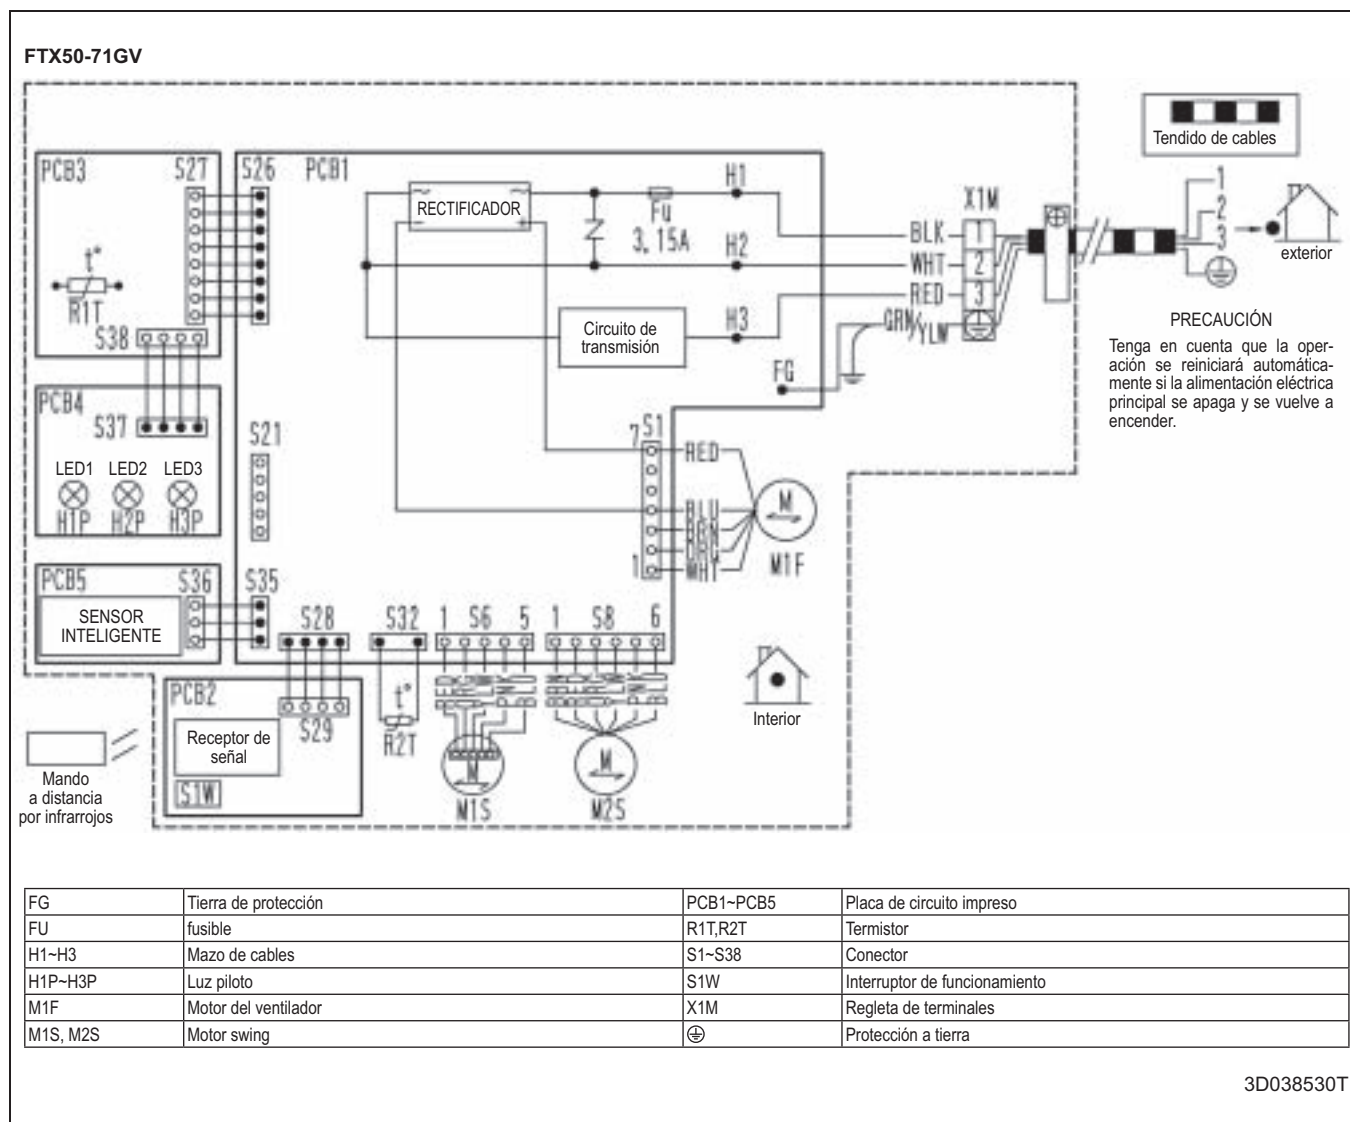 FTX50-71GV
Tendido de cables
PCB3
S27
S26
PCB1
RECTIFICADOR
~
~
−
+
Fu
3.15A
H1
H2
H3
X1M
BLK
1
WHT
2
RED
3
GRN/YLW
1
2
3
exterior
t°
R1T
S38
Circuito de
transmisión
FG
PRECAUCIÓN
Tenga en cuenta que la oper-
ación se reiniciará automática-
mente si la alimentación eléctrica
principal se apaga y se vuelve a
encender.
PCB4
S37
LED1 LED2 LED3
H1P H2P H3P
S21
7 S1
RED
BLU
BRN
ORG
1
WHT
M
M1F
PCB5
S36
S35
SENSOR
INTELIGENTE
S28
S32
1 S6 5
1 S8 6
PCB2
S29
Receptor de
señal
S1W
t°
R2T
M
M1S
M
M2S
Interior
Mando
a distancia
por infrarrojos
FG Tierra de protección PCB1~PCB5 Placa de circuito impreso
FU fusible R1T,R2T Termistor
H1~H3 Mazo de cables S1~S38 Conector
H1P~H3P Luz piloto S1W Interruptor de funcionamiento
M1F Motor del ventilador X1M Regleta de terminales
M1S, M2S Motor swing Protección a tierra
3D038530T